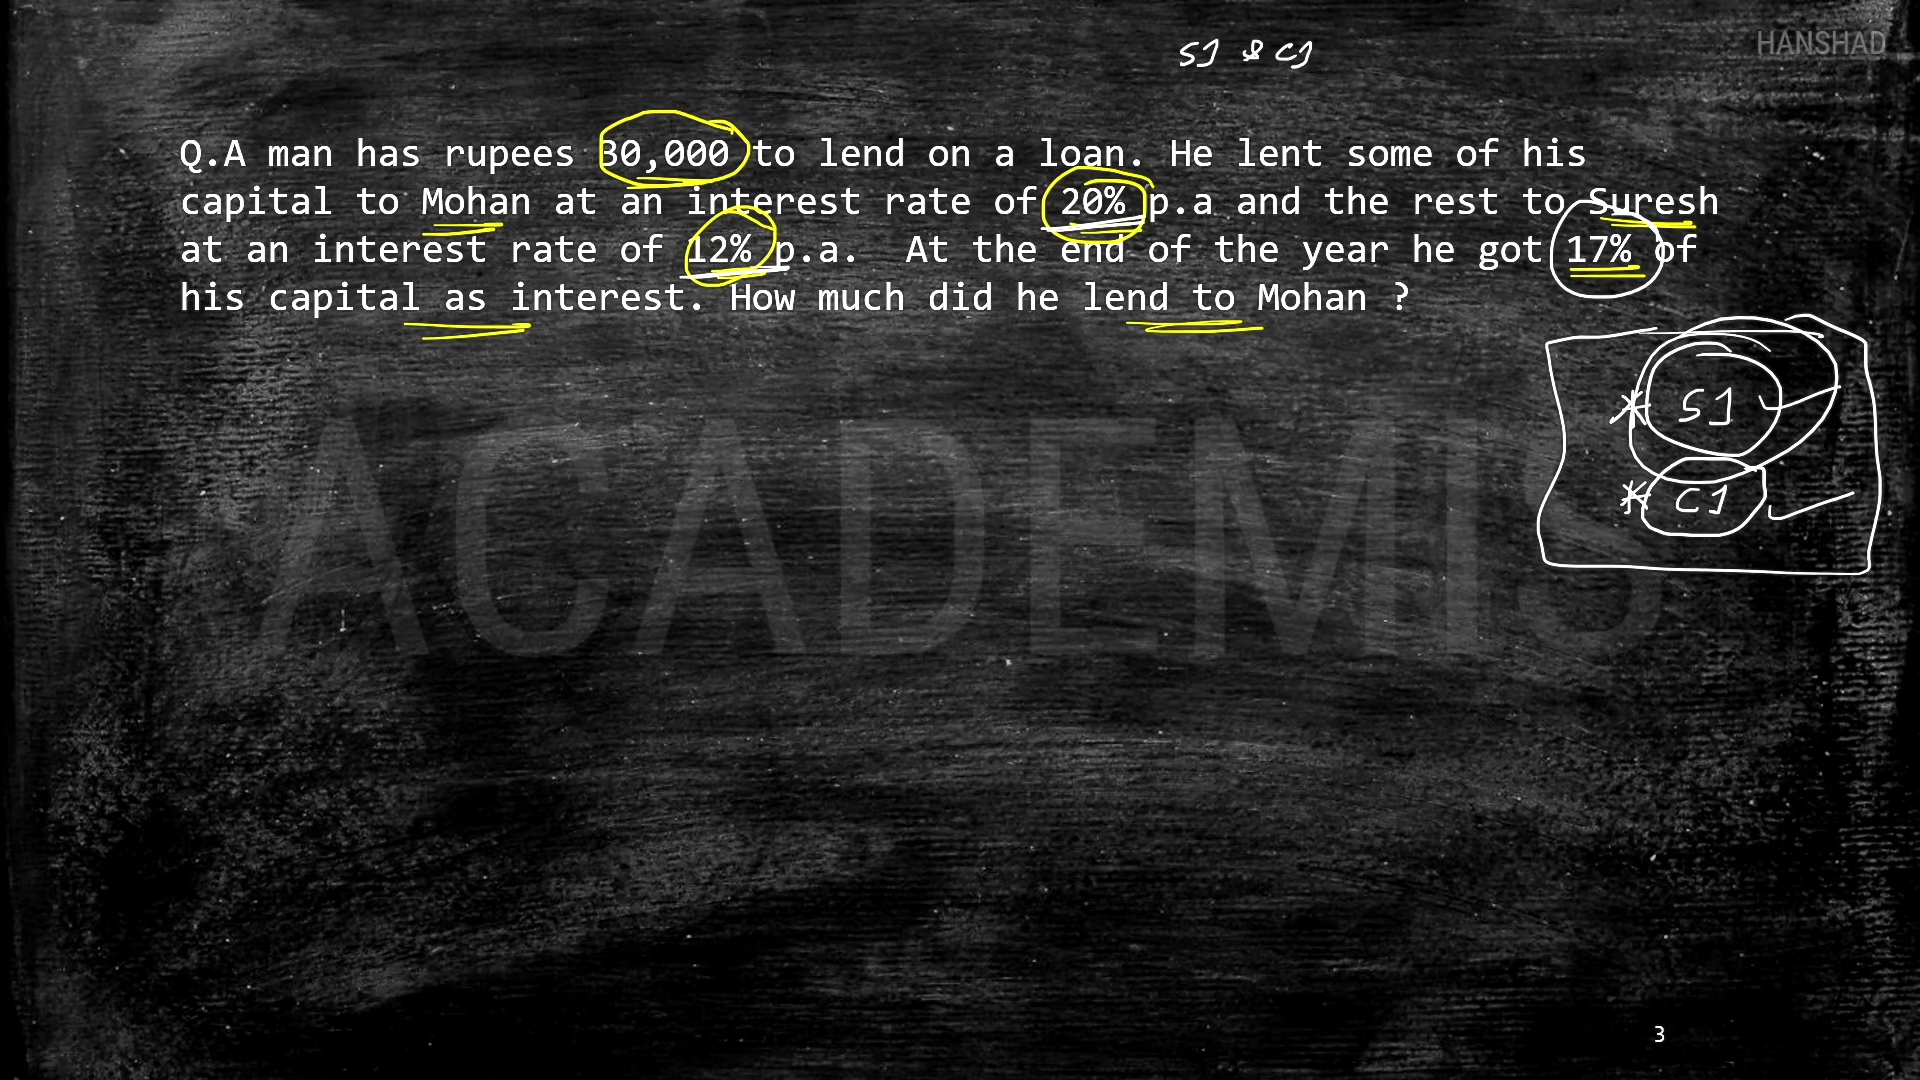 SI & CI
HANSHAD
Q.A man has rupees 30,000 to lend on a loan. He lent some of his
capital to Mohan at an interest rate of 20% p.a and the rest to Suresh
at an interest rate of 12% p.a.  At the end of the year he got 17% of
his capital as interest. How much did he lend to Mohan ?
* SI
* CI
ACADEMIS
3